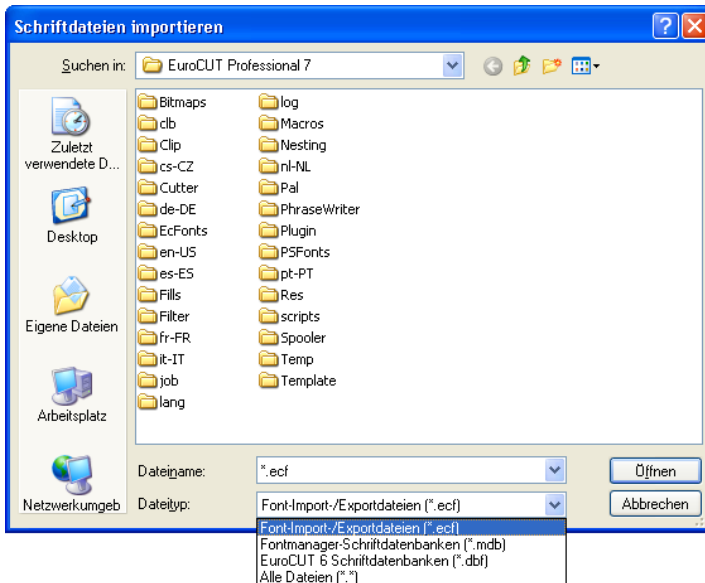 Schriftdateien importieren
Suchen in: EuroCUT Professional 7
Zuletzt
verwendete D...
Desktop
Eigene Dateien
Arbeitsplatz
Netzwerkumgeb
Bitmaps
clb
Clip
cs-CZ
Cutter
de-DE
EcFonts
en-US
es-ES
Fills
Filter
fr-FR
it-IT
job
lang
log
Macros
Nesting
nl-NL
Pal
PhraseWriter
Plugin
PSFonts
pt-PT
Res
scripts
Spooler
Temp
Template
Dateiname: *.ecf Öffnen
Dateityp: Font-Import-/Exportdateien (*.ecf) Abbrechen
Font-Import-/Exportdateien (*.ecf)
Fontmanager-Schriftdatenbanken (*.mdb)
EuroCUT 6 Schriftdatenbanken (*.dbf)
Alle Dateien (*.*)